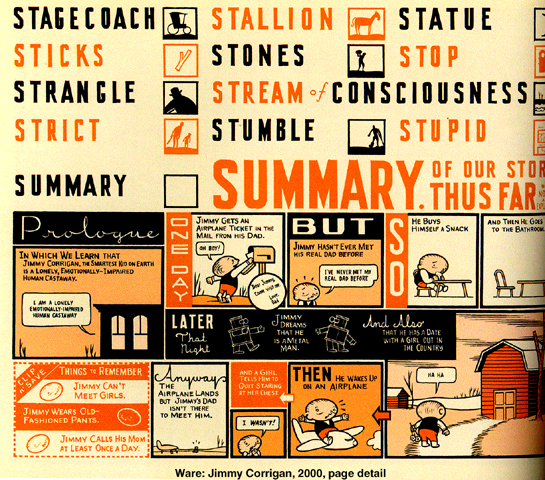 STAGECOACH STALLION STATUE
STICKS STONES STOP
STRANGLE STREAM of CONSCIOUSNESS
STRICT STUMBLE STUPID
SUMMARY
SUMMARY. OF OUR STOR
THUS FAR
Prologue
IN WHICH WE LEARN THAT
JIMMY CORRIGAN, THE SMARTEST KID ON EARTH
IS A LONELY, EMOTIONALLY-IMPAIRED
HUMAN CASTAWAY.
I AM A LONELY
EMOTIONALLY-IMPAIRED
HUMAN CASTAWAY
ONE DAY
JIMMY GETS AN
AIRPLANE TICKET IN THE
MAIL FROM HIS DAD.
OH BOY!
Dear Jimmy
Come visit me
Love,
Dad
BUT
JIMMY HASN'T EVER MET
HIS REAL DAD BEFORE
I'VE NEVER MET MY
REAL DAD BEFORE
SO
HE BUYS
HIMSELF A SNACK
AND THEN HE GOES
TO THE BATHROOM
LATER
That
Night
JIMMY
DREAMS
THAT HE
IS A METAL
MAN.
And Also
THAT HE HAS A DATE
WITH A GIRL OUT IN
THE COUNTRY
CLIP n' SAVE
THINGS TO REMEMBER
JIMMY CAN'T
MEET GIRLS.
JIMMY WEARS OLD-
FASHIONED PANTS.
JIMMY CALLS HIS MOM
AT LEAST ONCE A DAY.
Anyways
THE
AIRPLANE LANDS
BUT JIMMY'S DAD
ISN'T THERE
TO MEET HIM.
AND A GIRL
TELLS HIM TO
QUIT STARING
AT HER CHEST
I WASN'T!
THEN HE WAKES UP
ON AN AIRPLANE
HA HA
Ware: Jimmy Corrigan, 2000, page detail